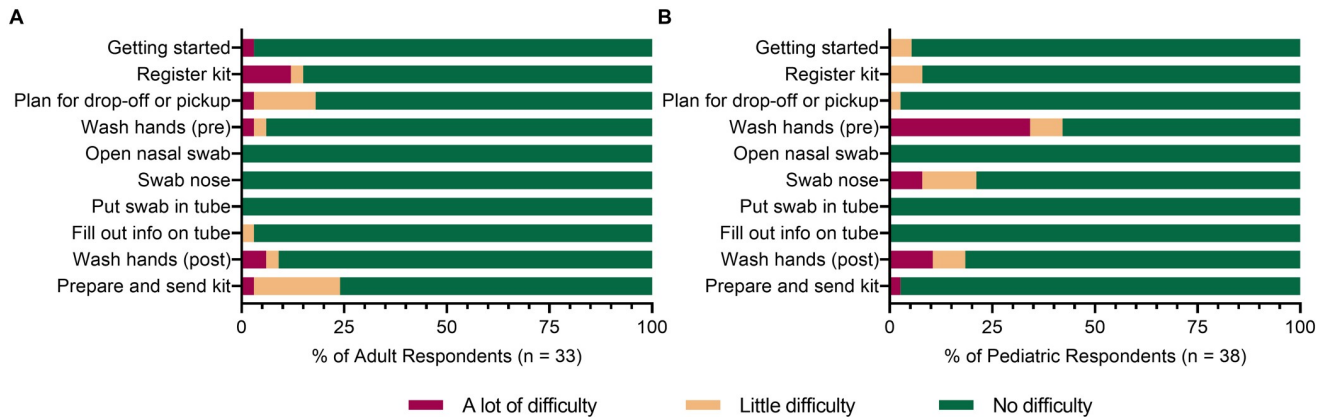 A
Getting started
Register kit
Plan for drop-off or pickup
Wash hands (pre)
Open nasal swab
Swab nose
Put swab in tube
Fill out info on tube
Wash hands (post)
Prepare and send kit
0 25 50 75 100
% of Adult Respondents (n = 33)
B
Getting started
Register kit
Plan for drop-off or pickup
Wash hands (pre)
Open nasal swab
Swab nose
Put swab in tube
Fill out info on tube
Wash hands (post)
Prepare and send kit
0 25 50 75 100
% of Pediatric Respondents (n = 38)
A lot of difficulty Little difficulty No difficulty